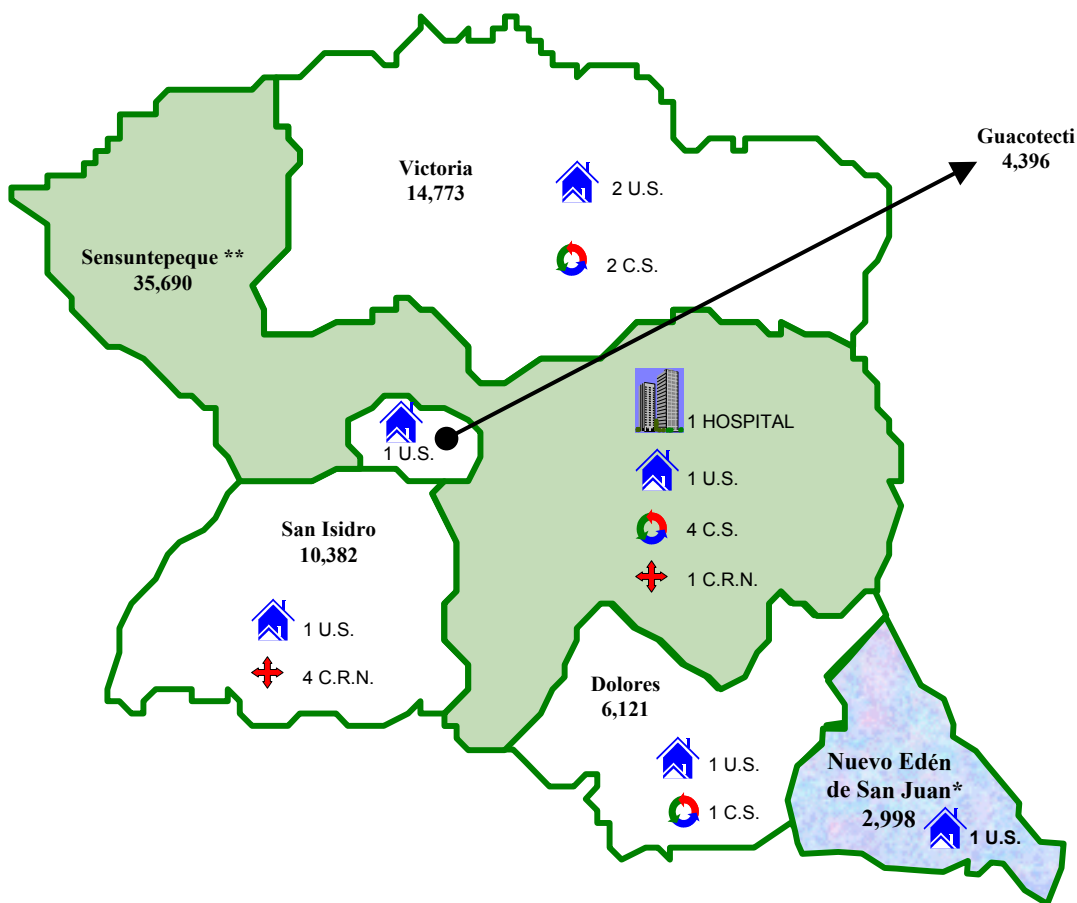 Guacotecti
4,396
Victoria
14,773
2 U.S.
2 C.S.
Sensuntepeque **
35,690
1 HOSPITAL
1 U.S.
4 C.S.
1 C.R.N.
1 U.S.
San Isidro
10,382
1 U.S.
4 C.R.N.
Dolores
6,121
1 U.S.
1 C.S.
Nuevo Edén
de San Juan*
2,998
1 U.S.